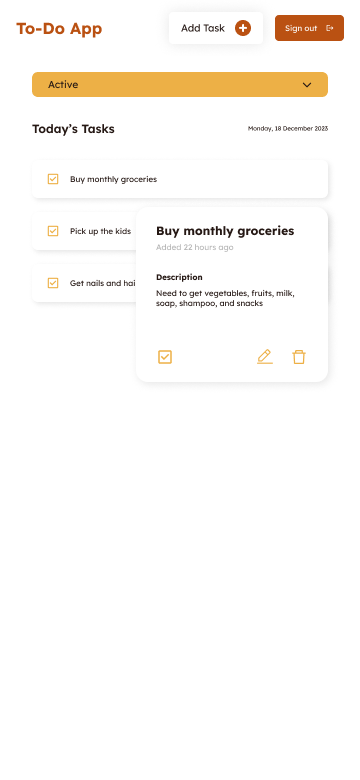 To-Do App
Add Task
Sign out
Active
Today's Tasks
Monday, 18 December 2023
Buy monthly groceries
Pick up the kids
Get nails and hai
Buy monthly groceries
Added 22 hours ago
Description
Need to get vegetables, fruits, milk,
soap, shampoo, and snacks